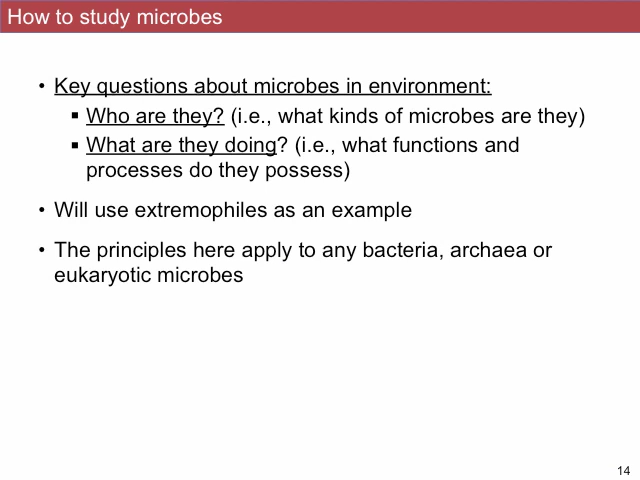 How to study microbes
• Key questions about microbes in environment:
▪ Who are they? (i.e., what kinds of microbes are they)
▪ What are they doing? (i.e., what functions and
processes do they possess)
• Will use extremophiles as an example
• The principles here apply to any bacteria, archaea or
eukaryotic microbes
14